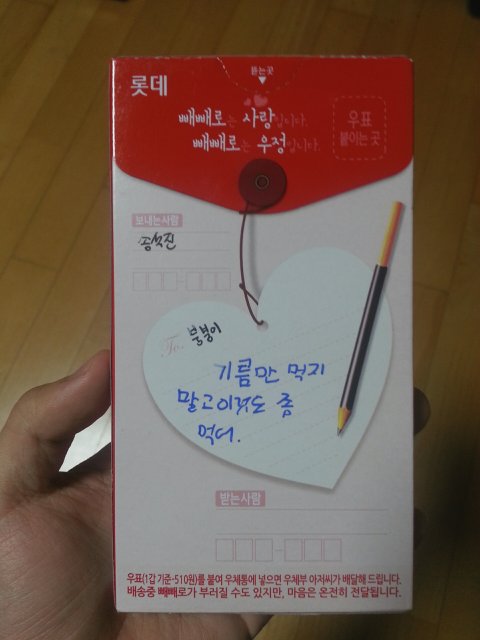 뜯는곳
롯데
빼빼로는 사랑입니다.
빼빼로는 우정입니다.
우표
붙이는 곳
보내는사람
송석진
To. 붕붕이
기름만 먹지
말고 이것도 좀
먹어.
받는사람
우표(1갑 기준-510원)를 붙여 우체통에 넣으면 우체부 아저씨가 배달해 드립니다.
배송중 빼빼로가 부러질 수도 있지만, 마음은 온전히 전달됩니다.